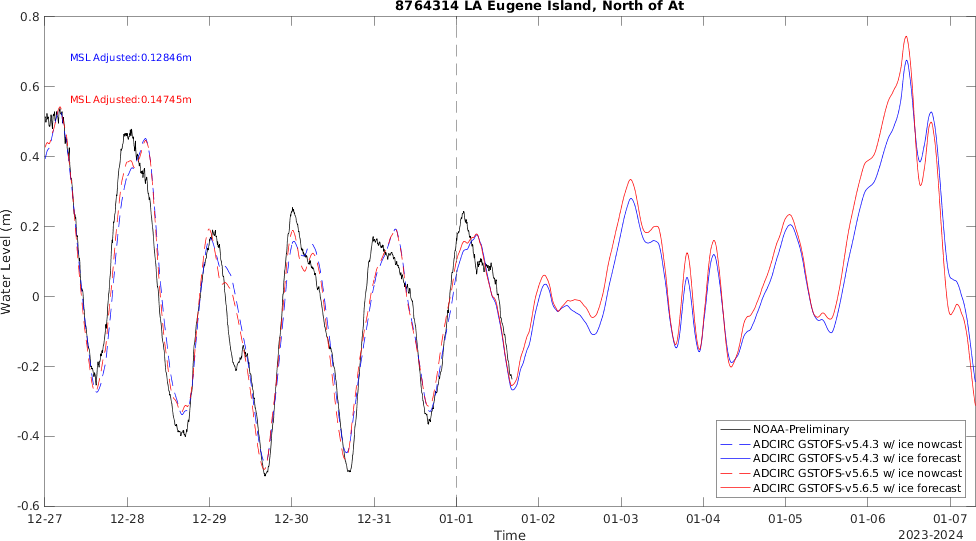 8764314 LA Eugene Island, North of At
MSL Adjusted:0.12846m
MSL Adjusted:0.14745m
Water Level (m)
0.8
0.6
0.4
0.2
0
-0.2
-0.4
-0.6
NOAA-Preliminary
ADCIRC GSTOFS-v5.4.3 w/ ice nowcast
ADCIRC GSTOFS-v5.4.3 w/ ice forecast
ADCIRC GSTOFS-v5.6.5 w/ ice nowcast
ADCIRC GSTOFS-v5.6.5 w/ ice forecast
12-27 12-28 12-29 12-30 12-31 01-01 01-02 01-03 01-04 01-05 01-06 01-07
Time
2023-2024